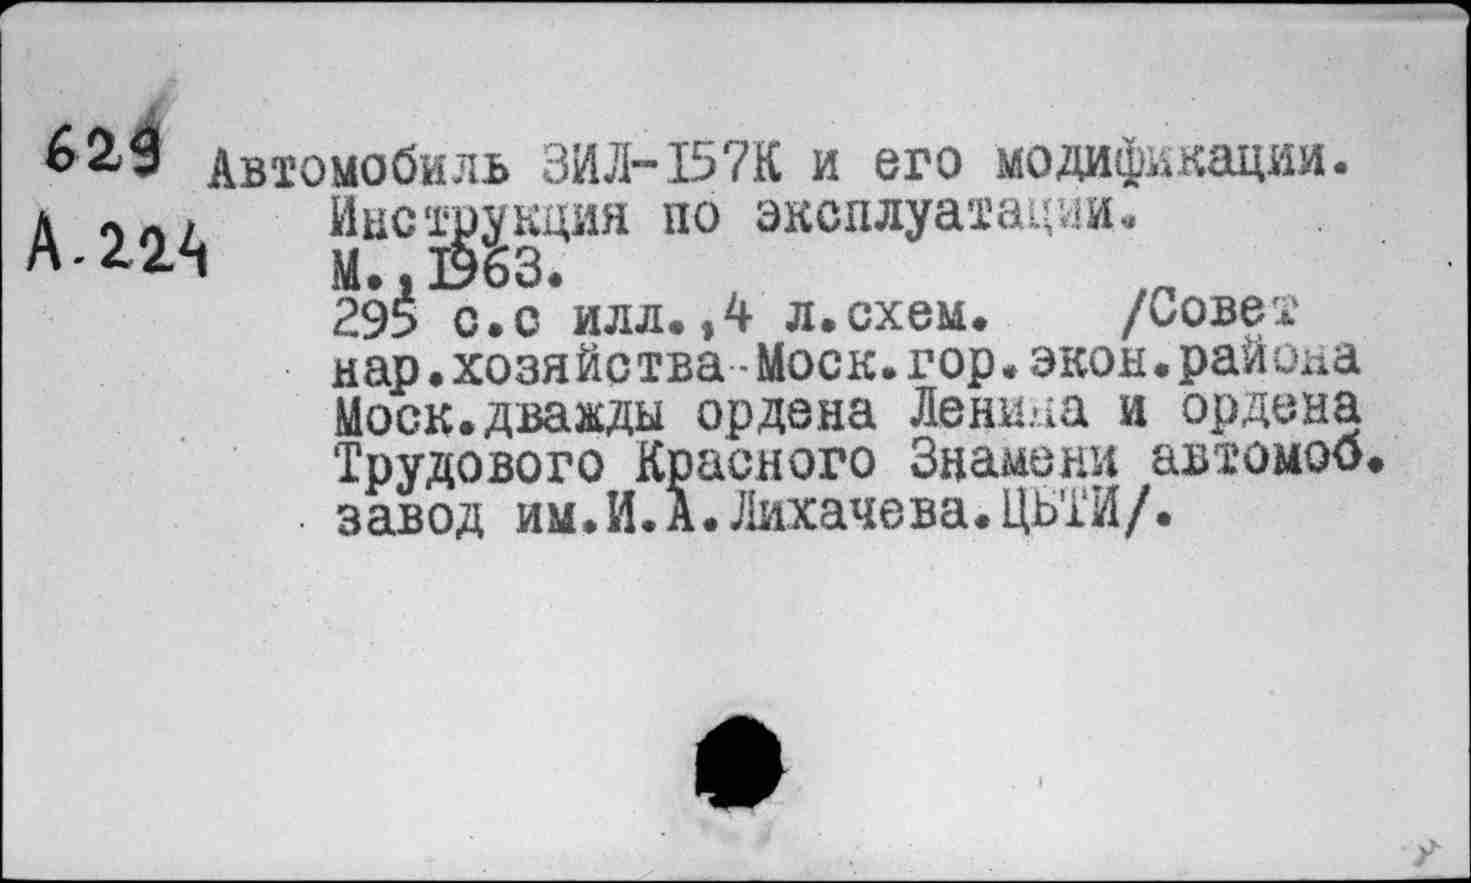 629 Автомобиль ЗИЛ-157К и его модификации.
А.224 Инструкция по эксплуатации.
М.,1963.
295 с.с илл.,4 л.схем. /Совет
нар.хозяйства Моск.гор.экон.района
Моск.дважды ордена Ленина и ордена
Трудового Красного Знамени автомоб.
завод им.И.А.Лихачева.ЦБТИ/.